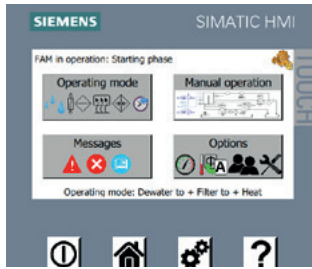 SIEMENS
SIMATIC HMI
TOUCH
FAM in operation: Starting phase
Operating mode
Manual operation
Messages
Options
A
Operating mode: Dewater to + Filter to + Heat
?